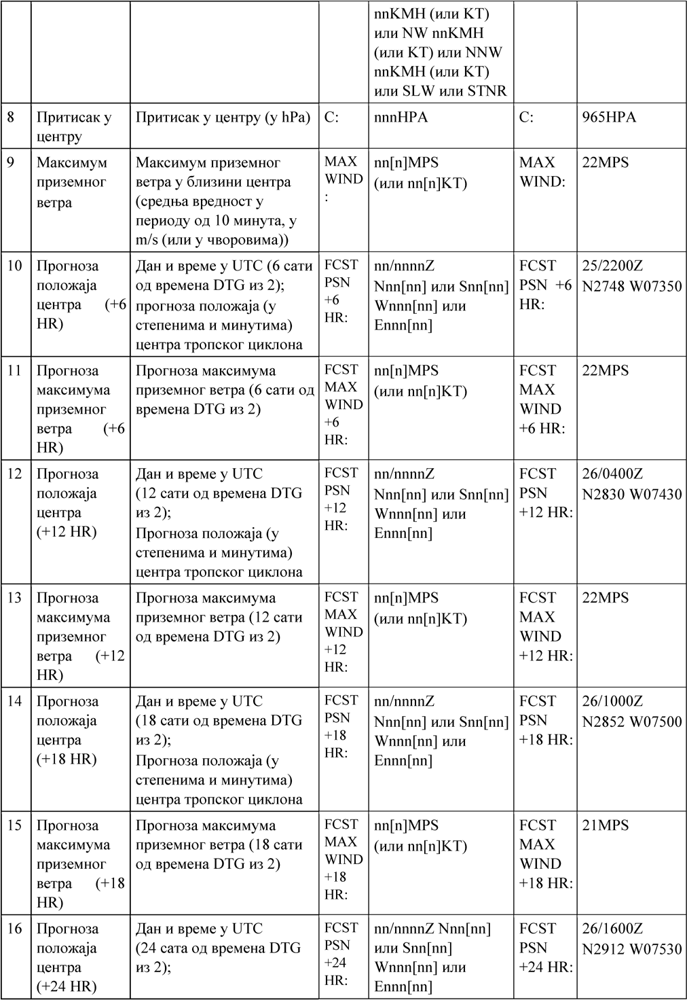 nnKMH (или KT)
или NW nnKMH
(или KT) или NNW
nnKMH (или KT)
или SLW или STNR
8
Притисак у
центру
Притисак у центру (у hPa)
C:
nnnHPA
C:
965HPA
9
Максимум
приземног
ветра
Максимум приземног
ветра у близини центра
(средња вредност у
периоду од 10 минута, у
m/s (или у чворовима))
MAX
WIND
:
nn[n]MPS
(или nn[n]KT)
MAX
WIND:
22MPS
10
Прогноза
положаја
центра (+6
HR)
Дан и време у UTC (6 сати
од времена DTG из 2);
прогноза положаја (у
степенима и минутима)
центра тропског циклона
FCST
PSN
+6
HR:
nn/nnnnZ
Nnn[nn] или Snn[nn]
Wnnn[nn] или
Ennn[nn]
FCST
PSN +6
HR:
25/2200Z
N2748 W07350
11
Прогноза
максимума
приземног
ветра (+6
HR)
Прогноза максимума
приземног ветра (6 сати од
времена DTG из 2)
FCST
MAX
WIND
+6
HR:
nn[n]MPS
(или nn[n]KT)
FCST
MAX
WIND
+6 HR:
22MPS
12
Прогноза
положаја
центра
(+12 HR)
Дан и време у UTC
(12 сати од времена DTG
из 2);
Прогноза положаја (у
степенима и минутима)
центра тропског циклона
FCST
PSN
+12
HR:
nn/nnnnZ
Nnn[nn] или Snn[nn]
Wnnn[nn] или
Ennn[nn]
FCST
PSN
+12 HR:
26/0400Z
N2830 W07430
13
Прогноза
максимума
приземног
ветра (+12
HR)
Прогноза максимума
приземног ветра (12 сати
од времена DTG из 2)
FCST
MAX
WIND
+12
HR:
nn[n]MPS
(или nn[n]KT)
FCST
MAX
WIND
+12 HR:
22MPS
14
Прогноза
положаја
центра
(+18 HR)
Дан и време у UTC
(18 сати од времена DTG
из 2);
Прогноза положаја (у
степенима и минутима)
центра тропског циклона
FCST
PSN
+18
HR:
nn/nnnnZ
Nnn[nn] или Snn[nn]
Wnnn[nn] или
Ennn[nn]
FCST
PSN
+18 HR:
26/1000Z
N2852 W07500
15
Прогноза
максимума
приземног
ветра (+18
HR)
Прогноза максимума
приземног ветра (18 сати
од времена DTG из 2)
FCST
MAX
WIND
+18
HR:
nn[n]MPS
(или nn[n]KT)
FCST
MAX
WIND
+18 HR:
21MPS
16
Прогноза
положаја
центра
(+24 HR)
Дан и време у UTC
(24 сата од времена DTG
из 2);
FCST
PSN
+24
HR:
nn/nnnnZ Nnn[nn]
или Snn[nn]
Wnnn[nn] или
Ennn[nn]
FCST
PSN
+24 HR:
26/1600Z
N2912 W07530